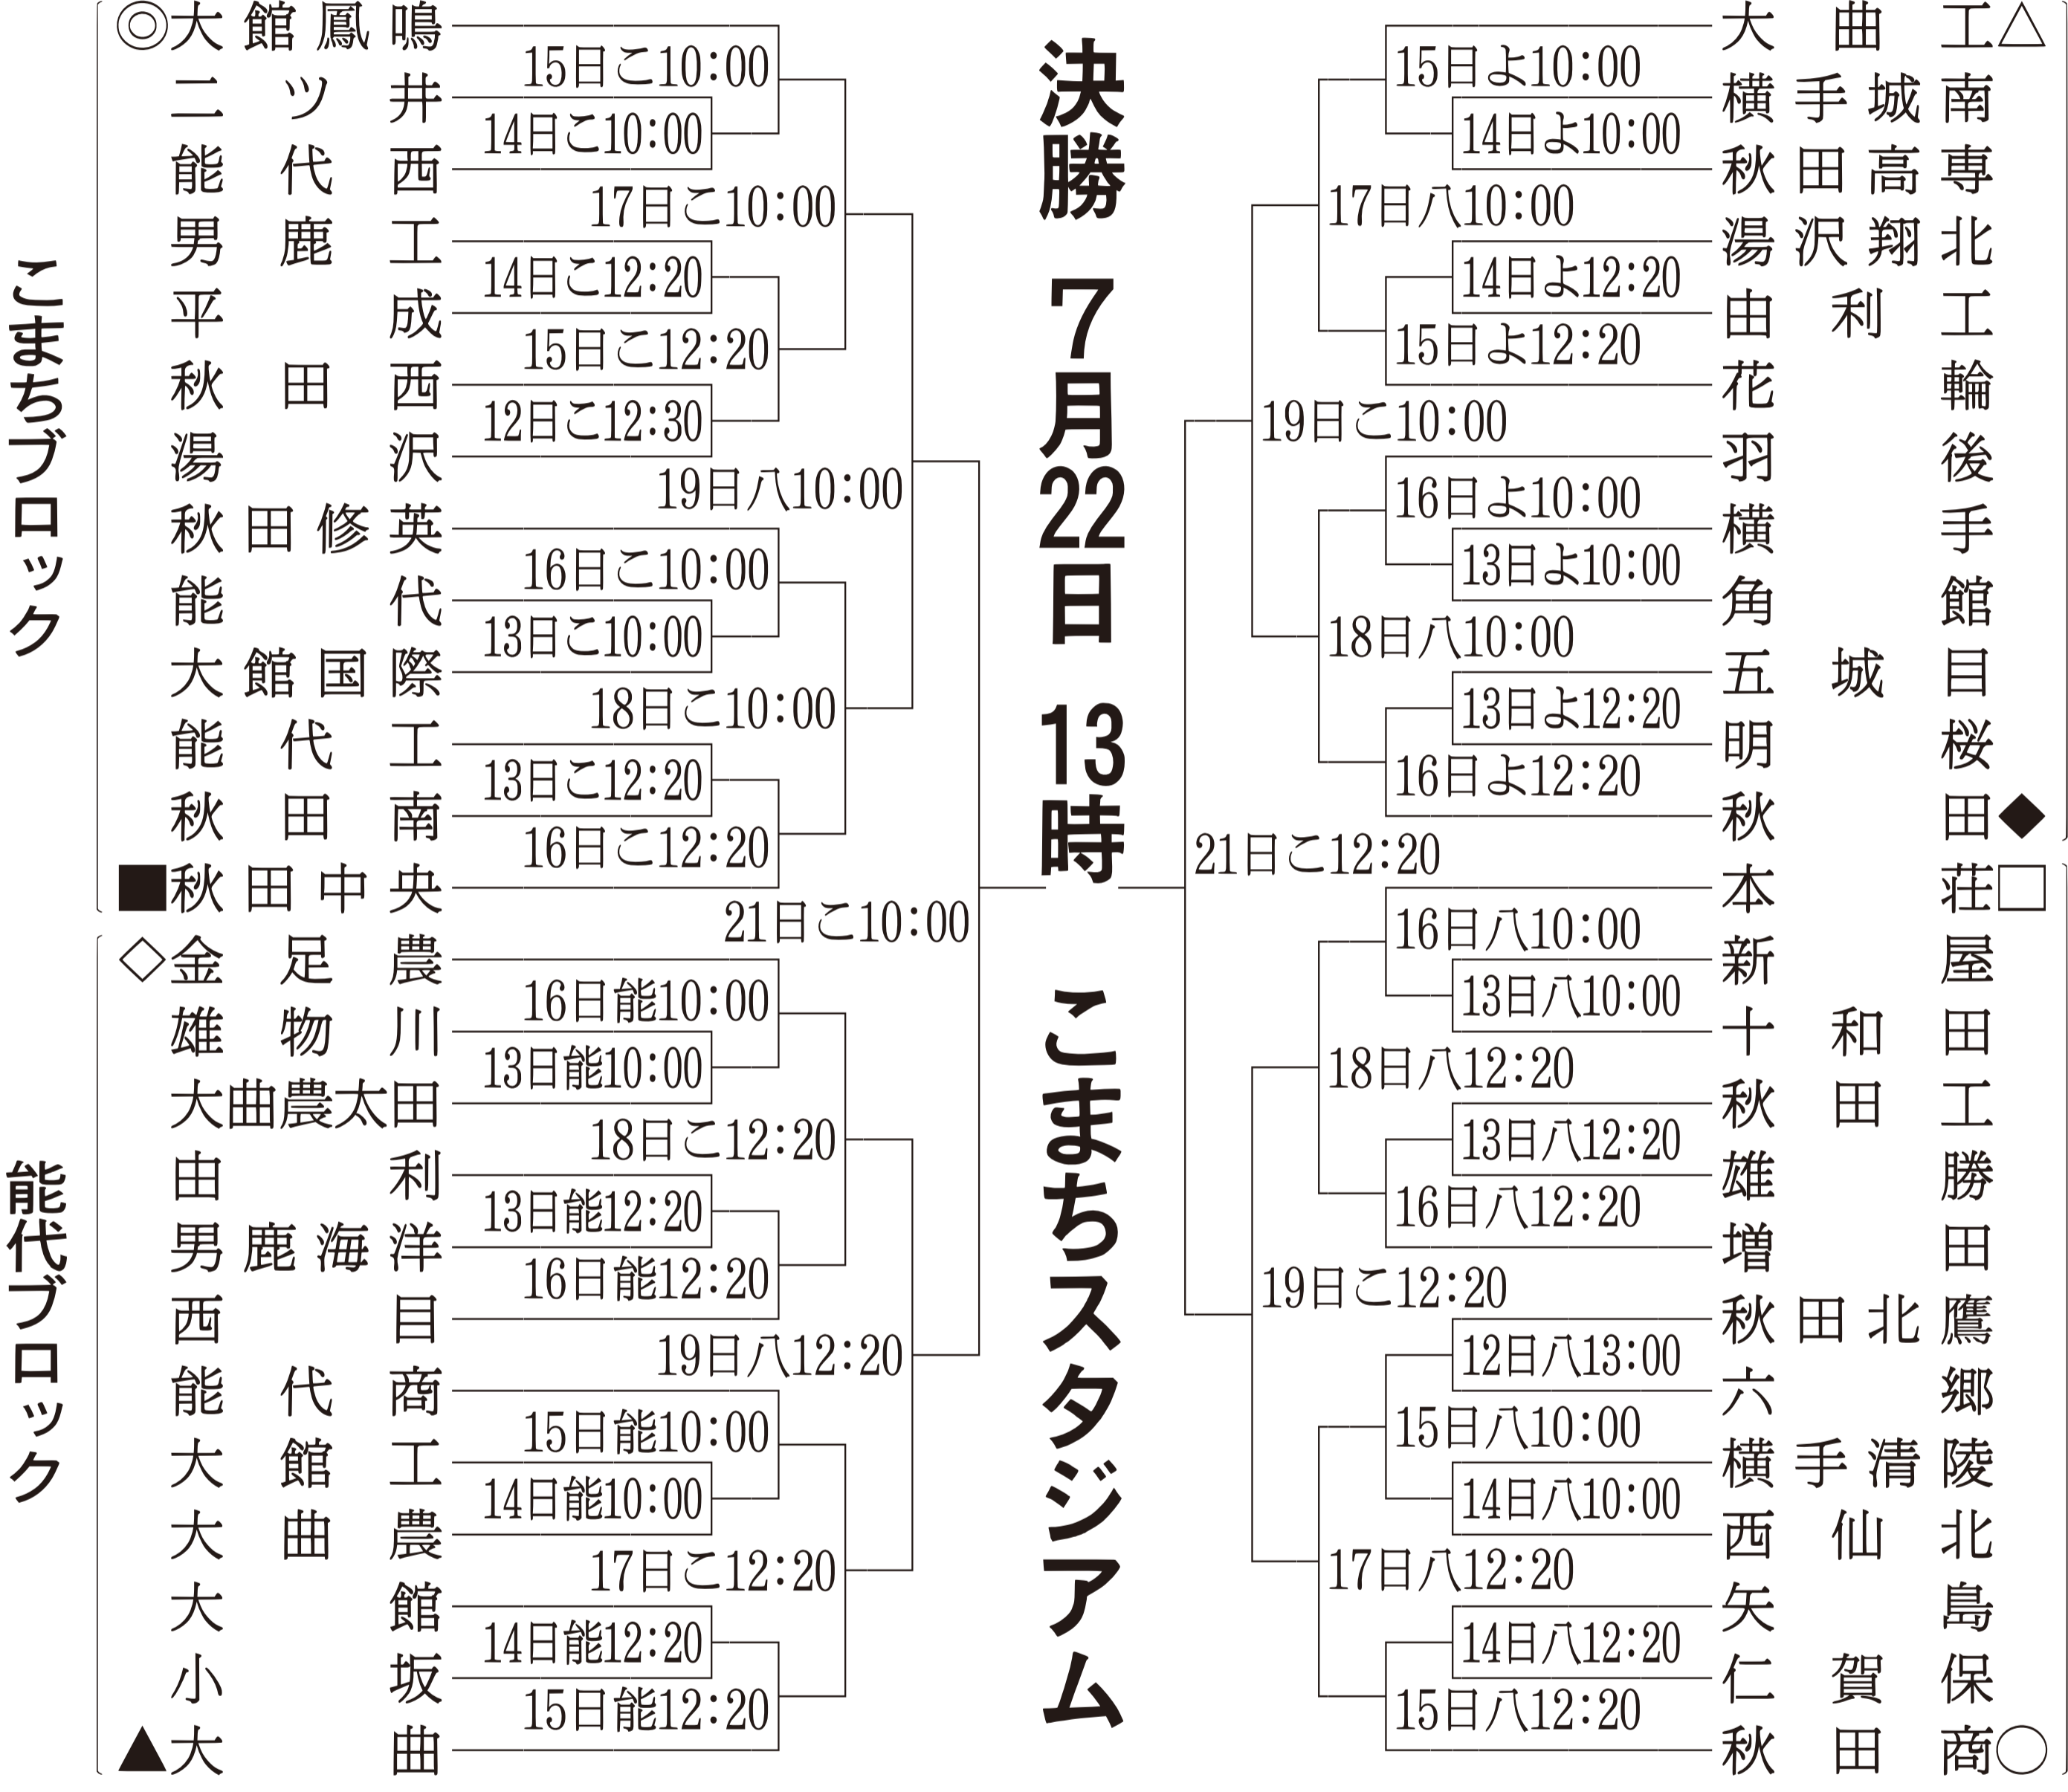 こまちブロック
◎大館鳳鳴
二ツ井
能代西
男鹿工
平成
秋田西
湯沢
秋田修英
能代
大館国際
能代工
秋田南
■秋田中央
能代ブロック
◇金足農
雄物川
大曲農太田
由利
男鹿海洋
西目
能代商
大館工
大曲農
大館
小坂
▲大曲
15日こ10:00
14日こ10:00
17日こ10:00
14日こ12:20
15日こ12:20
12日こ12:30
19日八10:00
16日こ10:00
13日こ10:00
18日こ10:00
13日こ12:20
16日こ12:20
21日こ10:00
16日能10:00
13日能10:00
18日こ12:20
13日能12:20
16日能12:20
19日八12:20
15日能10:00
14日能10:00
17日こ12:20
14日能12:20
15日能12:20
決勝 7月22日 13時 こまちスタジアム
15日よ10:00
14日よ10:00
17日八10:00
14日よ12:20
15日よ12:20
19日こ10:00
16日よ10:00
13日よ10:00
18日八10:00
13日よ12:20
16日よ12:20
21日こ12:20
16日八10:00
13日八10:00
18日八12:20
13日八12:20
16日八12:20
19日こ12:20
12日八13:00
15日八10:00
14日八10:00
17日八12:20
14日八12:20
15日八12:20
大曲工△
横手城南
秋田高専
湯沢翔北
由利工
花輪
羽後
横手
角館
五城目
明桜
秋田◆
本荘□
新屋
十和田
秋田工
雄勝
増田
秋田北鷹
六郷
横手清陵
西仙北
矢島
仁賀保
秋田商○